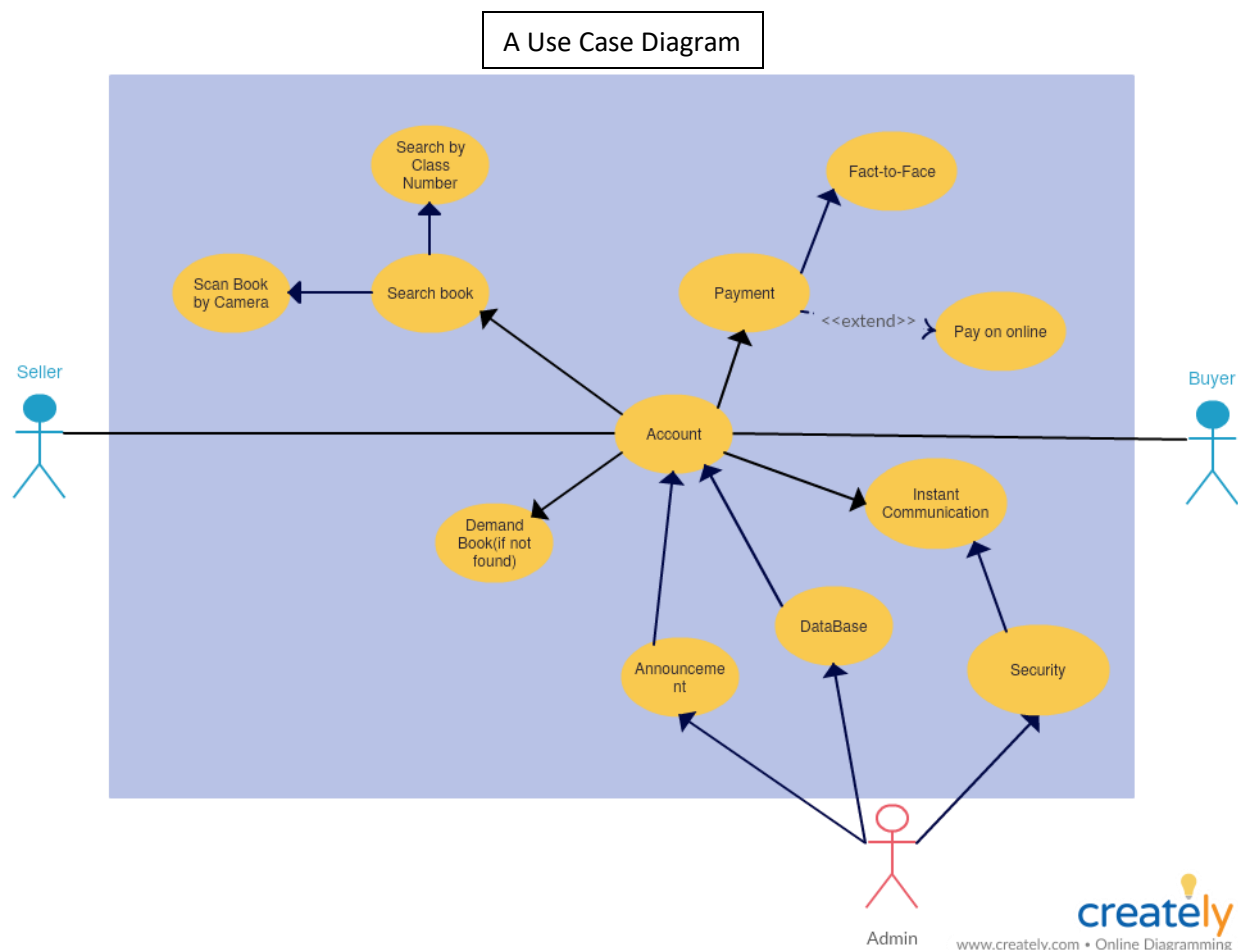 A Use Case Diagram
Search by
Class
Number
Fact-to-Face
Scan Book
by Camera
Search book
Payment
<<extend>>
Pay on online
Seller
Buyer
Account
Instant
Communication
Demand
Book(if not
found)
DataBase
Announceme
nt
Security
Admin
creately
www.creately.com • Online Diagramming